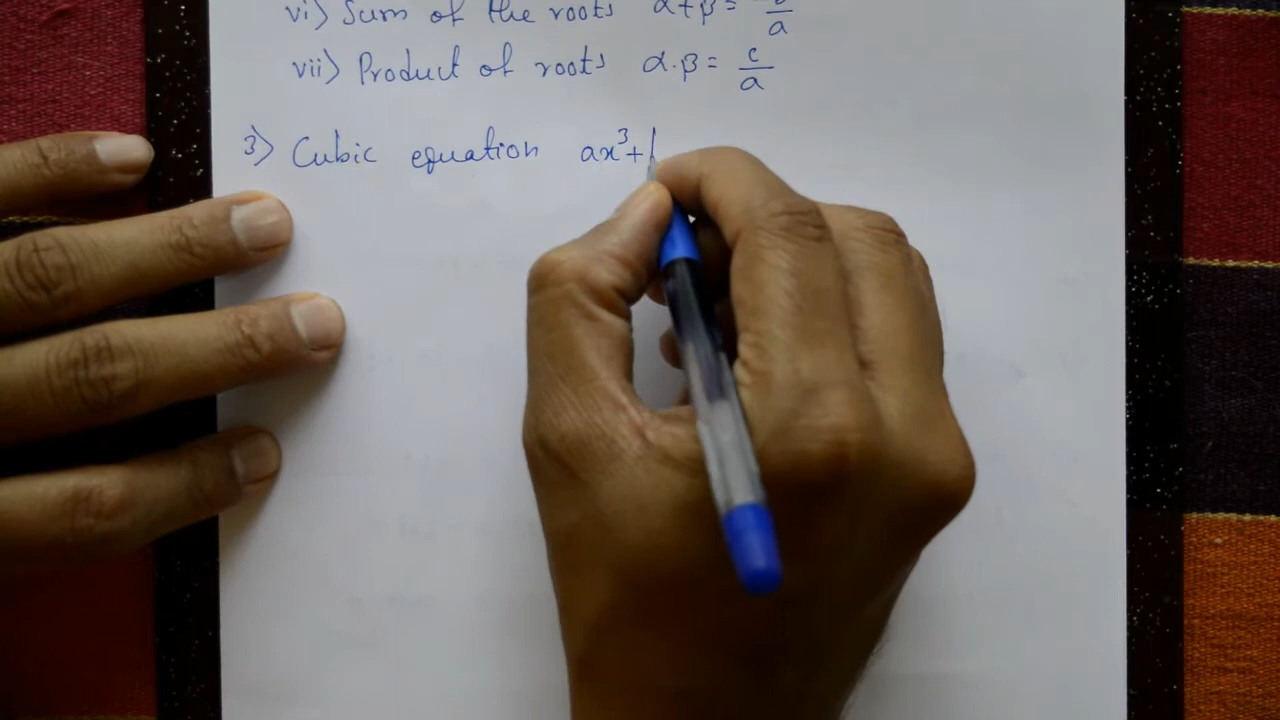 vi) Sum of the roots α+β = -b/a
vii) Product of roots α.β = c/a
3) Cubic equation ax³+